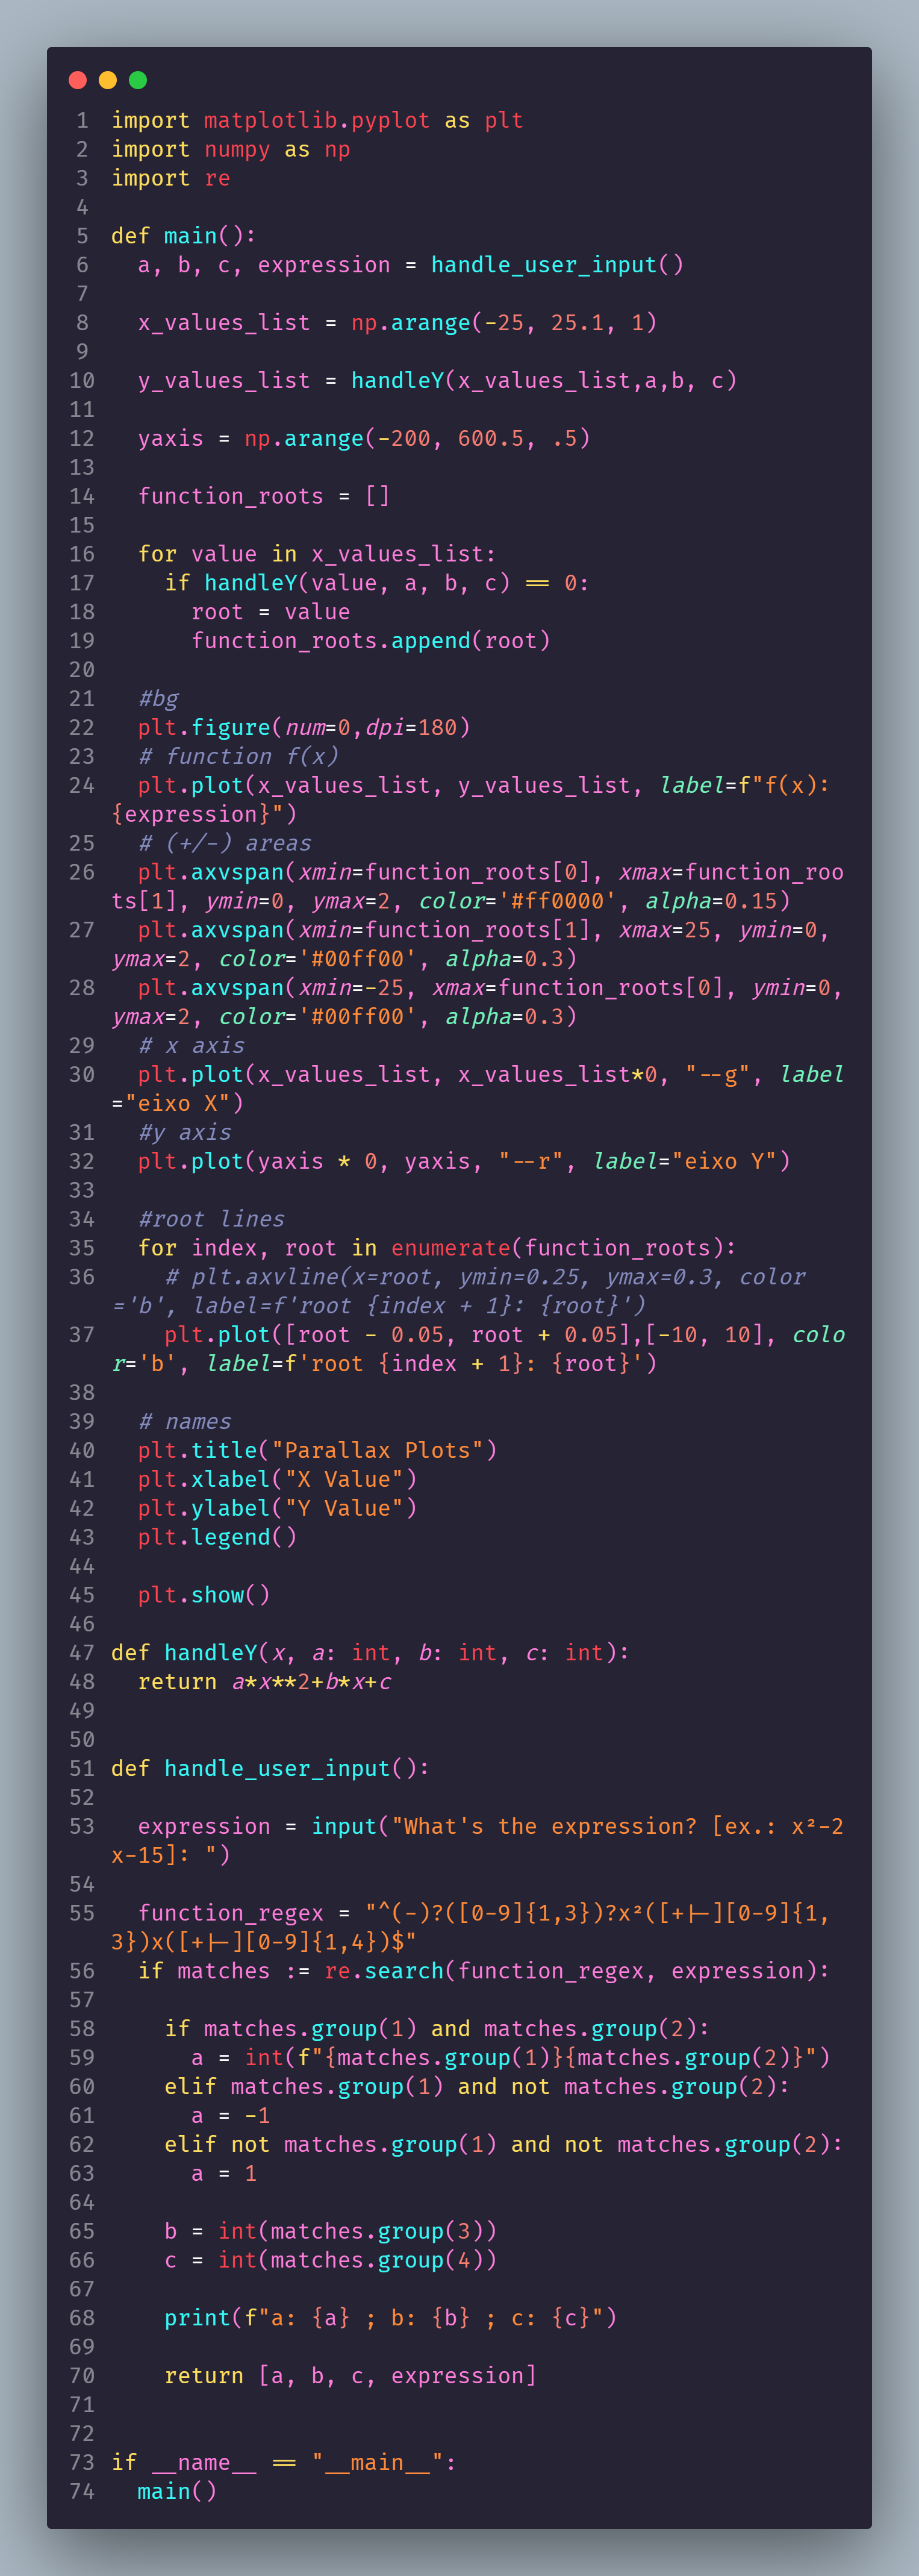 1 import matplotlib.pyplot as plt
2 import numpy as np
3 import re
4
5 def main():
6   a, b, c, expression = handle_user_input()
7
8   x_values_list = np.arange(-25, 25.1, 1)
9
10   y_values_list = handleY(x_values_list,a,b, c)
11
12   yaxis = np.arange(-200, 600.5, .5)
13
14   function_roots = []
15
16   for value in x_values_list:
17     if handleY(value, a, b, c) == 0:
18       root = value
19       function_roots.append(root)
20
21   #bg
22   plt.figure(num=0,dpi=180)
23   # function f(x)
24   plt.plot(x_values_list, y_values_list, label=f"f(x):
{expression}")
25   # (+/-) areas
26   plt.axvspan(xmin=function_roots[0], xmax=function_roo
ts[1], ymin=0, ymax=2, color='#ff0000', alpha=0.15)
27   plt.axvspan(xmin=function_roots[1], xmax=25, ymin=0,
ymax=2, color='#00ff00', alpha=0.3)
28   plt.axvspan(xmin=-25, xmax=function_roots[0], ymin=0,
ymax=2, color='#00ff00', alpha=0.3)
29   # x axis
30   plt.plot(x_values_list, x_values_list*0, "--g", label
="eixo X")
31   #y axis
32   plt.plot(yaxis * 0, yaxis, "--r", label="eixo Y")
33
34   #root lines
35   for index, root in enumerate(function_roots):
36     # plt.axvline(x=root, ymin=0.25, ymax=0.3, color
='b', label=f'root {index + 1}: {root}')
37     plt.plot([root - 0.05, root + 0.05],[-10, 10], colo
r='b', label=f'root {index + 1}: {root}')
38
39   # names
40   plt.title("Parallax Plots")
41   plt.xlabel("X Value")
42   plt.ylabel("Y Value")
43   plt.legend()
44
45   plt.show()
46
47 def handleY(x, a: int, b: int, c: int):
48   return a*x**2+b*x+c
49
50
51 def handle_user_input():
52
53   expression = input("What's the expression? [ex.: x²-2
x-15]: ")
54
55   function_regex = "^(-)?([0-9]{1,3})?x²([+|-][0-9]{1,
3})x([+|-][0-9]{1,4})$"
56   if matches := re.search(function_regex, expression):
57
58     if matches.group(1) and matches.group(2):
59       a = int(f"{matches.group(1)}{matches.group(2)}")
60     elif matches.group(1) and not matches.group(2):
61       a = -1
62     elif not matches.group(1) and not matches.group(2):
63       a = 1
64
65     b = int(matches.group(3))
66     c = int(matches.group(4))
67
68     print(f"a: {a} ; b: {b} ; c: {c}")
69
70     return [a, b, c, expression]
71
72
73 if __name__ == "__main__":
74   main()